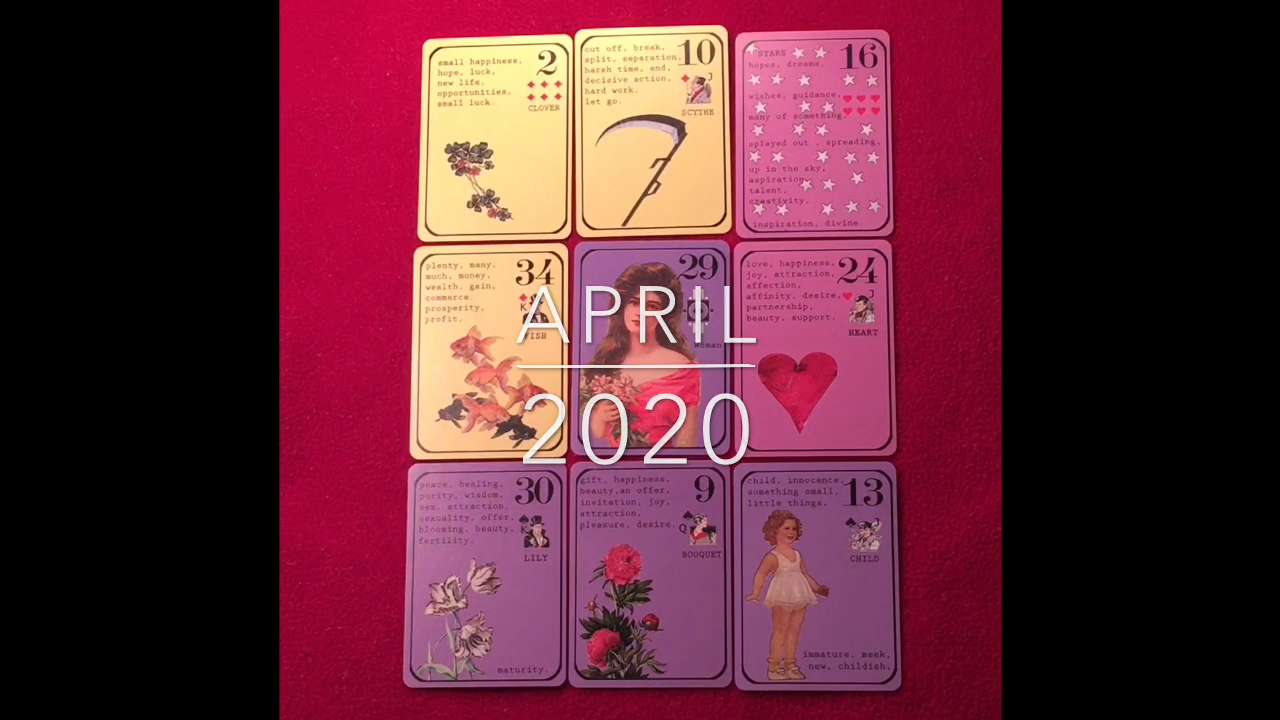 small happiness,
hope, luck,
new life,
opportunities,
small luck.
2
CLOVER
cut off, break,
split, separation,
harsh time, end,
decisive action,
hard work.
let go.
10
J
SCYTHE
STARS
hopes, dreams,
wishes, guidance,
many of something,
splayed out , spreading,
up in the sky,
aspiration,
talent,
creativity.
inspiration, divine
16
plenty, many,
much, money,
wealth, gain,
commerce,
prosperity,
profit.
34
K
FISH
29
woman
love, happiness,
joy, attraction,
affection,
affinity, desire,
partnership,
beauty, support.
24
J
HEART
APRIL
2020
peace, healing,
purity, wisdom,
sex, attraction,
sexuality, offer,
blooming, beauty,
fertility.
30
K
LILY
maturity.
gift, happiness,
beauty,an offer,
invitation, joy,
attraction,
pleasure, desire.
9
Q
BOUQUET
child, innocence,
something small,
little things,
13
J
CHILD
immature, meek,
new, childish.